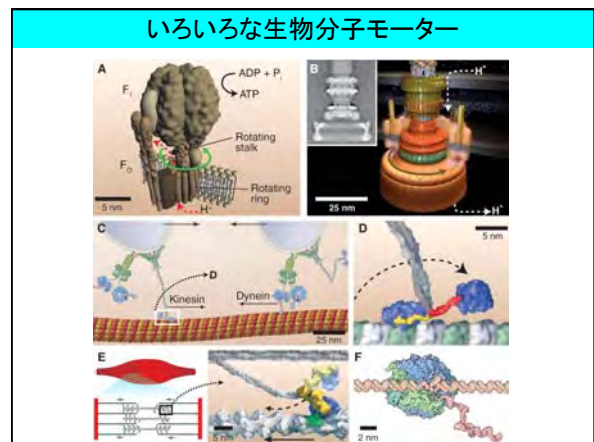 いろいろな生物分子モーター
A
ADP + Pi
ATP
F1
FO
Rotating
stalk
Rotating
ring
5 nm
H+
B
H+
25 nm
H+
C
D
Kinesin
Dynein
25 nm
D
5 nm
E
5 nm
F
2 nm